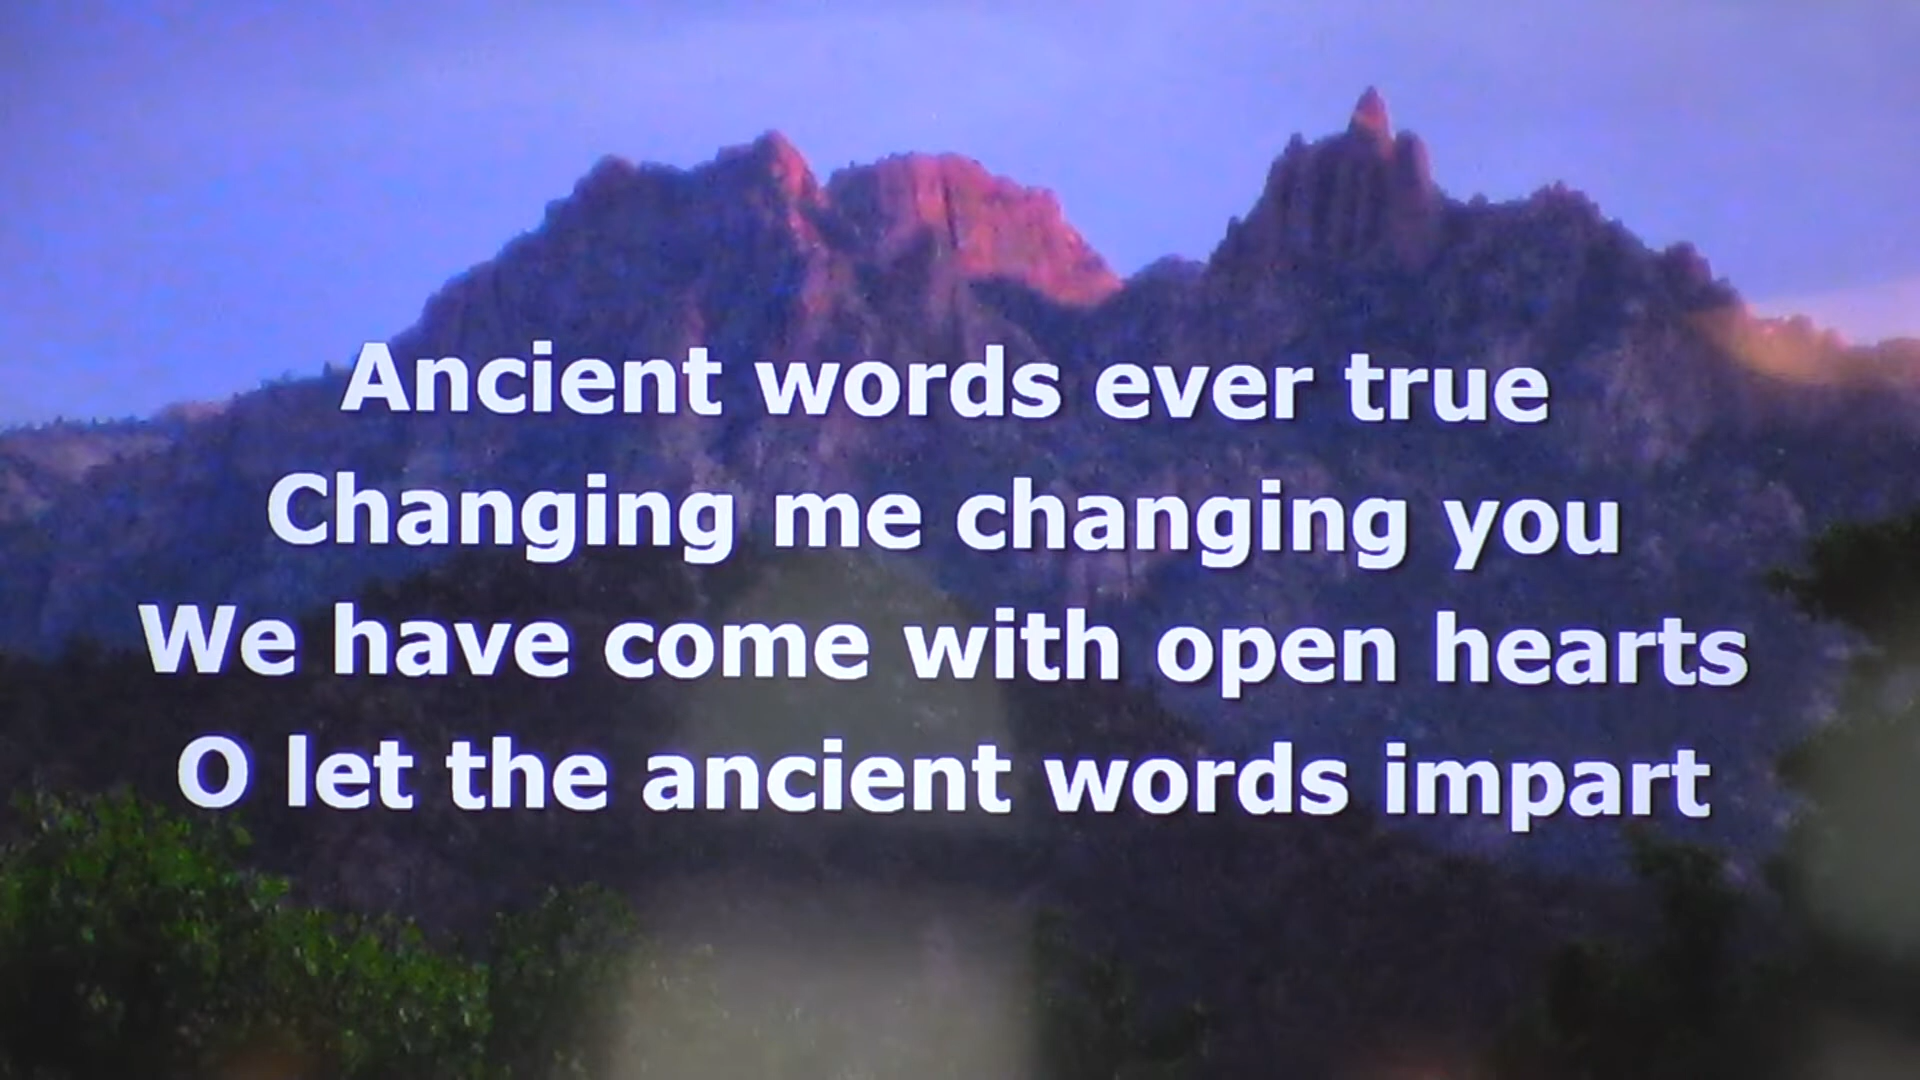 Ancient words ever true
Changing me changing you
We have come with open hearts
O let the ancient words impart